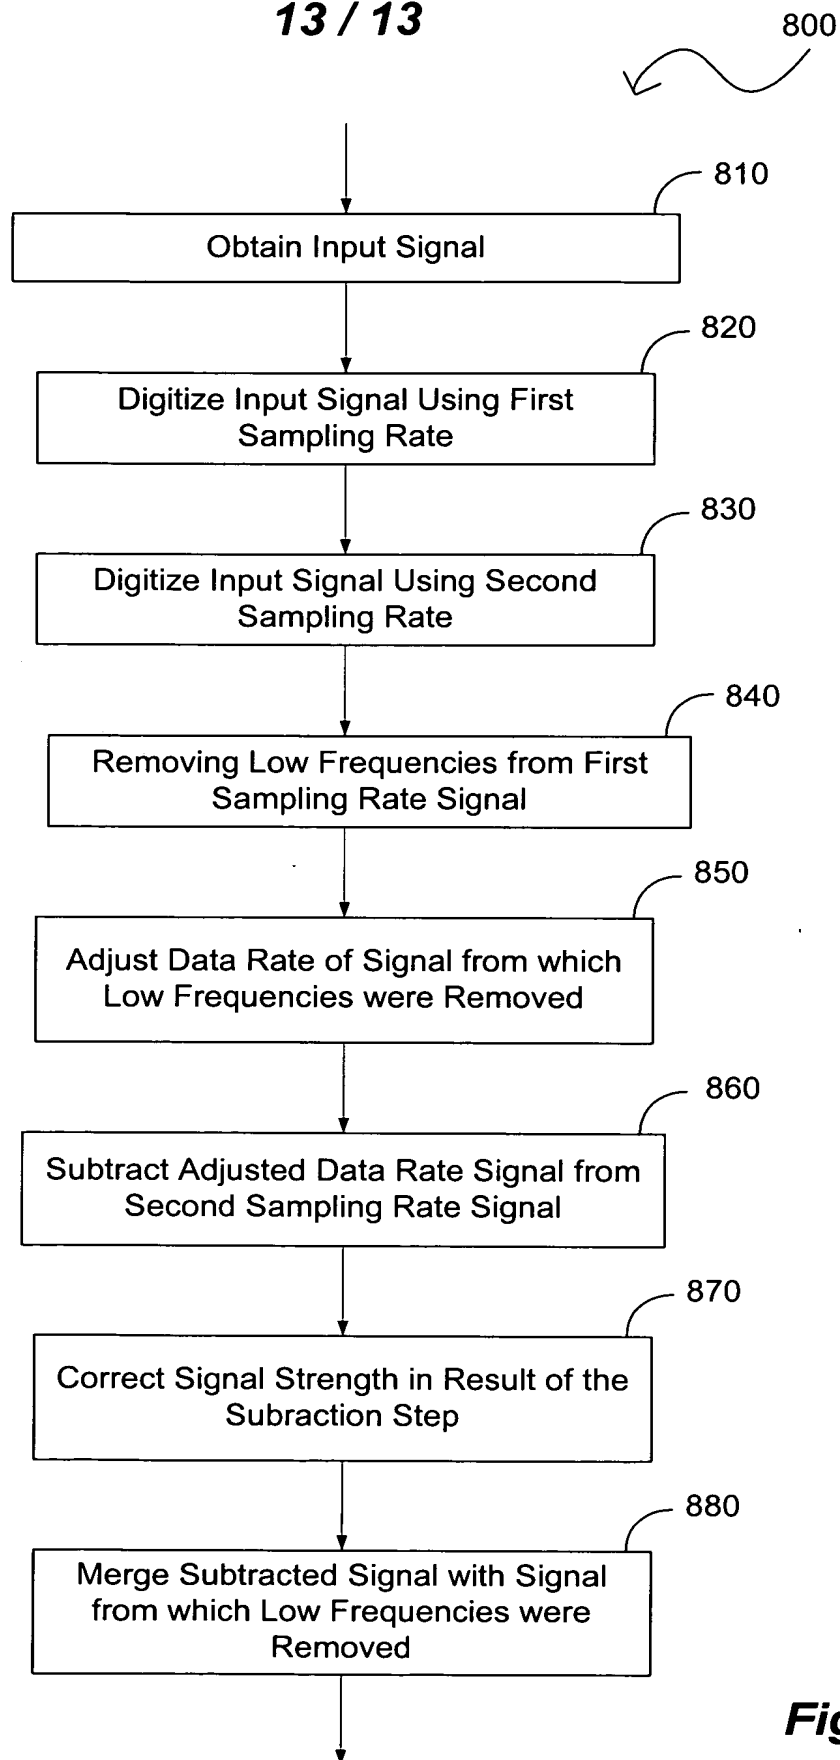 13 / 13
800
810
Obtain Input Signal
820
Digitize Input Signal Using First
Sampling Rate
830
Digitize Input Signal Using Second
Sampling Rate
840
Removing Low Frequencies from First
Sampling Rate Signal
850
Adjust Data Rate of Signal from which
Low Frequencies were Removed
860
Subtract Adjusted Data Rate Signal from
Second Sampling Rate Signal
870
Correct Signal Strength in Result of the
Subraction Step
880
Merge Subtracted Signal with Signal
from which Low Frequencies were
Removed
Fig